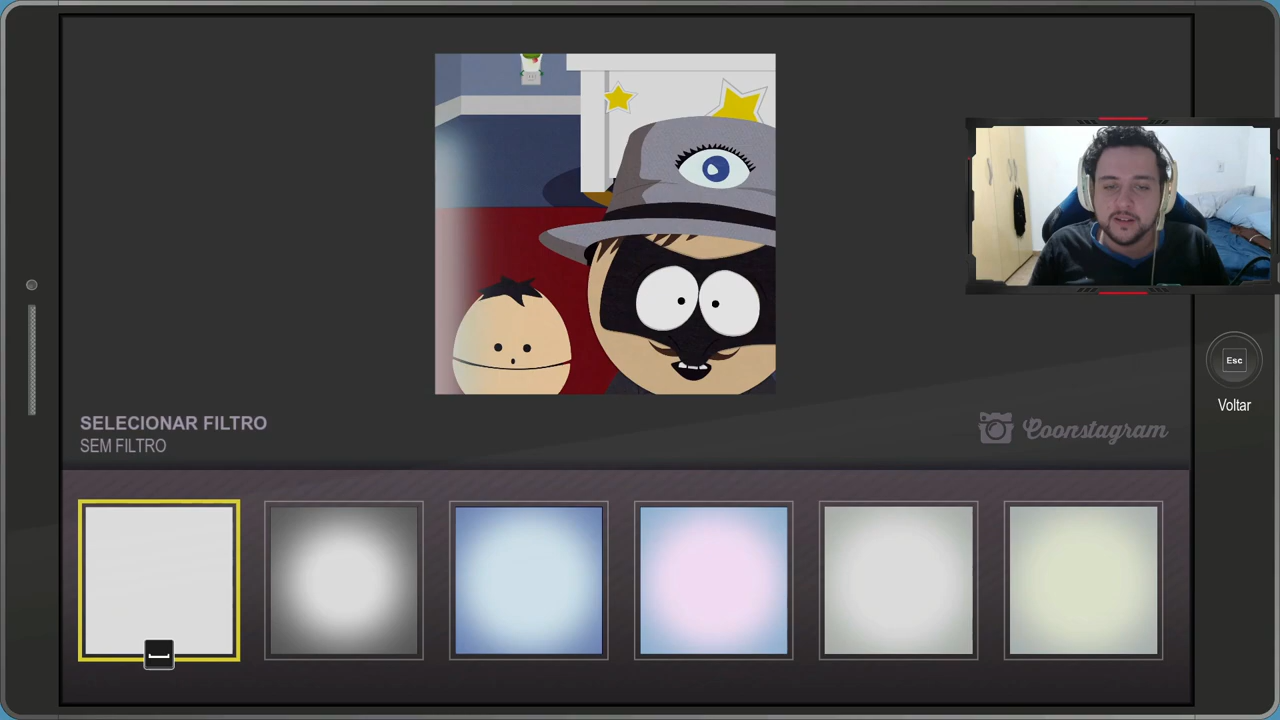 Esc
Voltar
SELECIONAR FILTRO
SEM FILTRO
Coonstagram